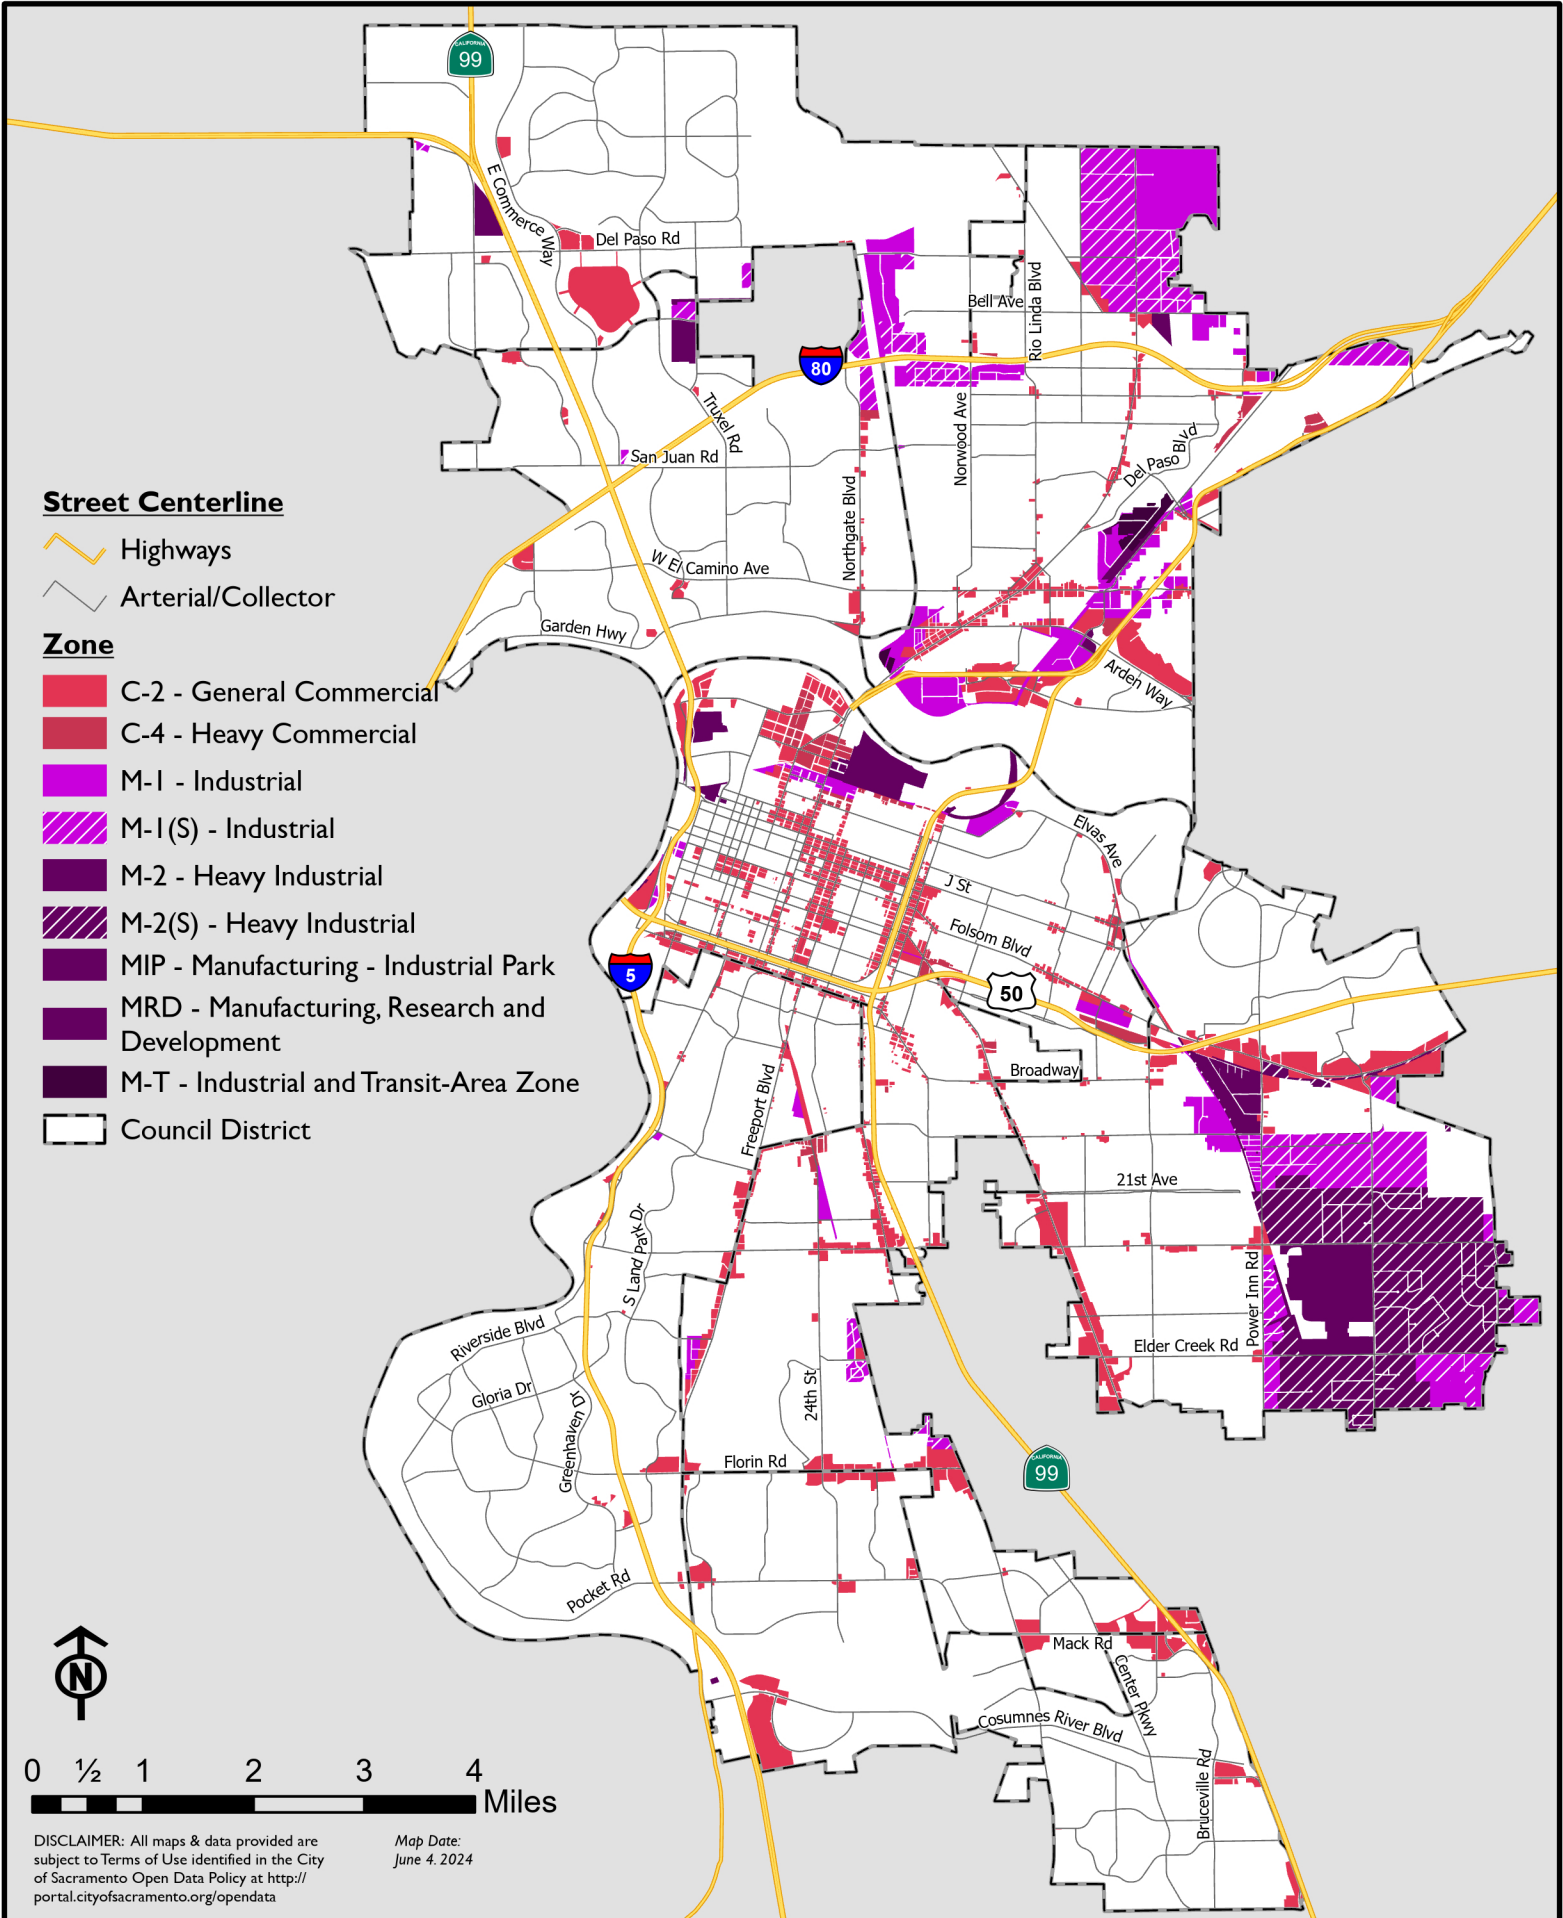 CALIFORNIA
99
E Commerce Way
Del Paso Rd
Bell Ave
Rio Linda Blvd
80
Truxel Rd
San Juan Rd
Norwood Ave
Del Paso Blvd
Northgate Blvd
W El Camino Ave
Garden Hwy
Arden Way
Street Centerline
Highways
Arterial/Collector
Zone
C-2 - General Commercial
C-4 - Heavy Commercial
M-1 - Industrial
M-1(S) - Industrial
M-2 - Heavy Industrial
M-2(S) - Heavy Industrial
MIP - Manufacturing - Industrial Park
MRD - Manufacturing, Research and
Development
M-T - Industrial and Transit-Area Zone
Council District
Elvas Ave
J St
Folsom Blvd
5
50
Broadway
Freeport Blvd
21st Ave
S Land Park Dr
Power Inn Rd
Riverside Blvd
Elder Creek Rd
Gloria Dr
24th St
Greenhaven Dr
Florin Rd
CALIFORNIA
99
Pocket Rd
Mack Rd
Center Pkwy
Cosumnes River Blvd
Bruceville Rd
N
0 ½ 1 2 3 4
Miles
DISCLAIMER: All maps & data provided are
subject to Terms of Use identified in the City
of Sacramento Open Data Policy at http://
portal.cityofsacramento.org/opendata
Map Date:
June 4. 2024